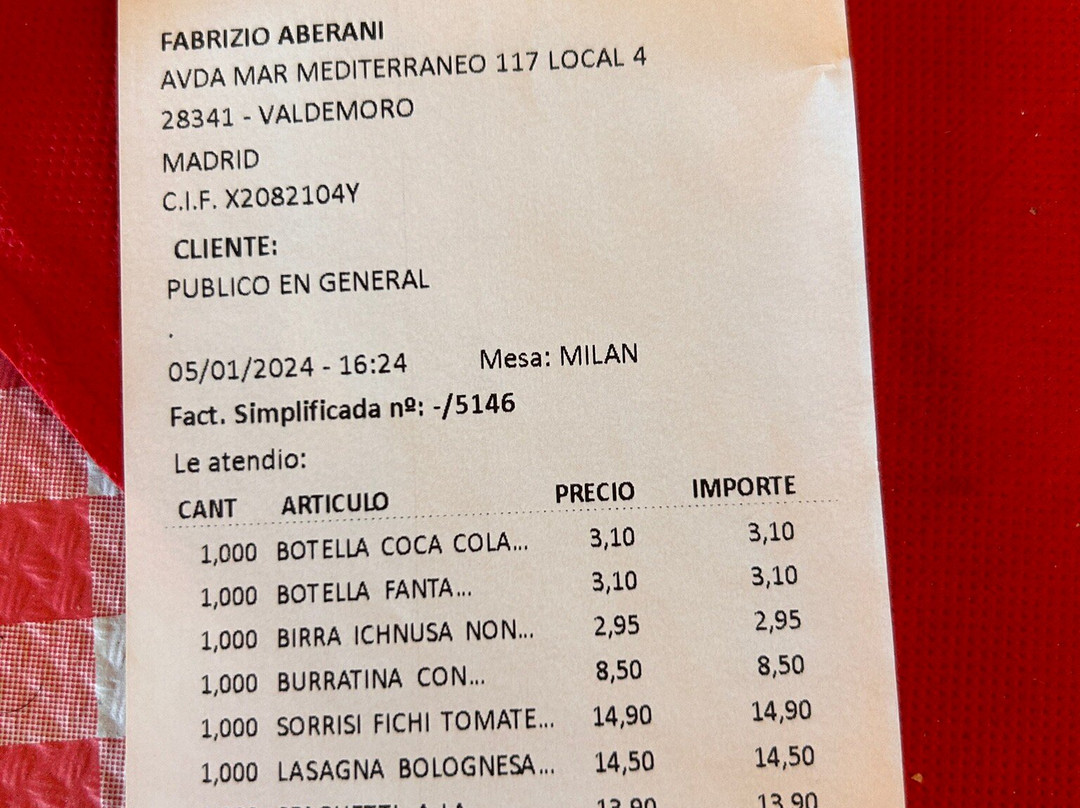 FABRIZIO ABERANI
AVDA MAR MEDITERRANEO 117 LOCAL 4
28341 - VALDEMORO
MADRID
C.I.F. X2082104Y
CLIENTE:
PUBLICO EN GENERAL
.
05/01/2024 - 16:24 Mesa: MILAN
Fact. Simplificada nº: -/5146
Le atendio:
CANT ARTICULO PRECIO IMPORTE
1,000 BOTELLA COCA COLA... 3,10 3,10
1,000 BOTELLA FANTA... 3,10 3,10
1,000 BIRRA ICHNUSA NON... 2,95 2,95
1,000 BURRATINA CON... 8,50 8,50
1,000 SORRISI FICHI TOMATE... 14,90 14,90
1,000 LASAGNA BOLOGNESA... 14,50 14,50
13,90 13,90